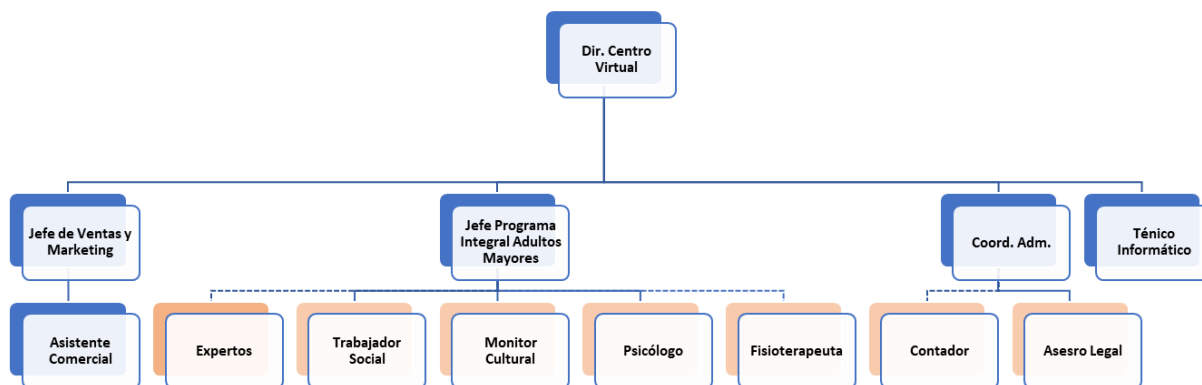 Dir. Centro
Virtual
Jefe de Ventas y
Marketing
Jefe Programa
Integral Adultos
Mayores
Coord. Adm.
Ténico
Informático
Asistente
Comercial
Expertos
Trabajador
Social
Monitor
Cultural
Psicólogo
Fisioterapeuta
Contador
Asesro Legal